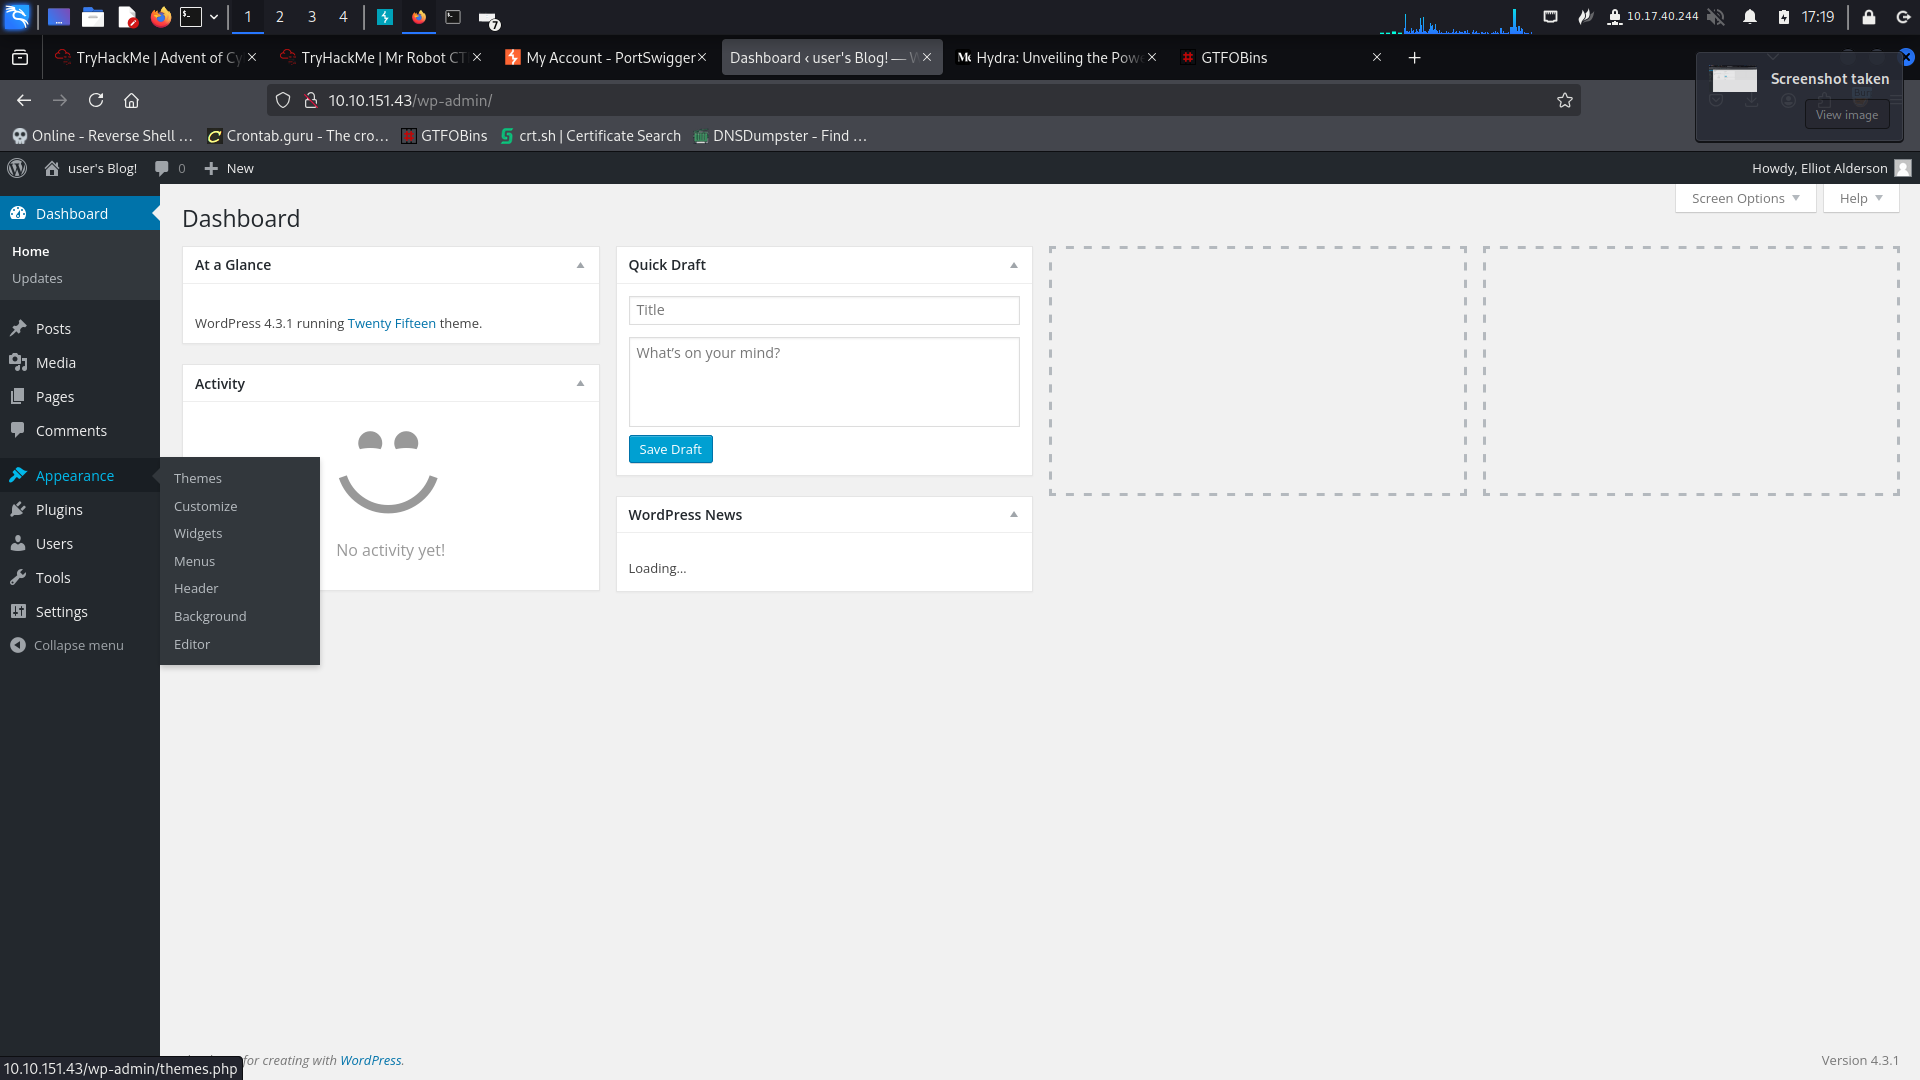 1 2 3 4 7 10.17.40.244 17:19
TryHackMe | Advent of Cy TryHackMe | Mr Robot CT My Account - PortSwigger Dashboard ‹ user's Blog! — W Hydra: Unveiling the Pow GTFOBins
Screenshot taken
View image
10.10.151.43/wp-admin/
Online - Reverse Shell … Crontab.guru - The cro… GTFOBins crt.sh | Certificate Search DNSDumpster - Find …
user's Blog! 0 New Howdy, Elliot Alderson
Screen Options Help
Dashboard
Home
Updates
Posts
Media
Pages
Comments
Appearance
Plugins
Users
Tools
Settings
Collapse menu
Themes
Customize
Widgets
Menus
Header
Background
Editor
Dashboard
At a Glance
WordPress 4.3.1 running Twenty Fifteen theme.
Activity
No activity yet!
Quick Draft
Title
What's on your mind?
Save Draft
WordPress News
Loading...
for creating with WordPress.
Version 4.3.1
10.10.151.43/wp-admin/themes.php